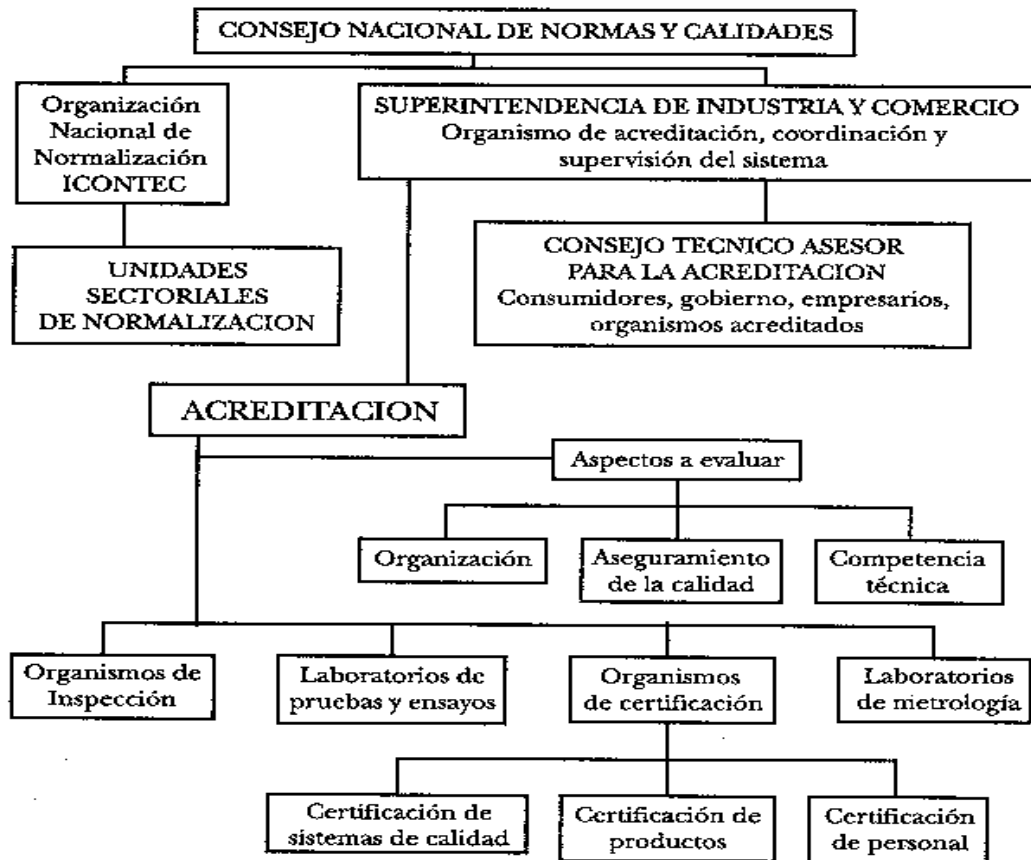 CONSEJO NACIONAL DE NORMAS Y CALIDADES
Organización
Nacional de
Normalización
ICONTEC
SUPERINTENDENCIA DE INDUSTRIA Y COMERCIO
Organismo de acreditación, coordinación y
supervisión del sistema
UNIDADES
SECTORIALES
DE NORMALIZACION
CONSEJO TECNICO ASESOR
PARA LA ACREDITACION
Consumidores, gobierno, empresarios,
organismos acreditados
ACREDITACION
Aspectos a evaluar
Organización
Aseguramiento
de la calidad
Competencia
técnica
Organismos de
Inspección
Laboratorios de
pruebas y ensayos
Organismos
de certificación
Laboratorios
de metrología
Certificación de
sistemas de calidad
Certificación de
productos
Certificación
de personal